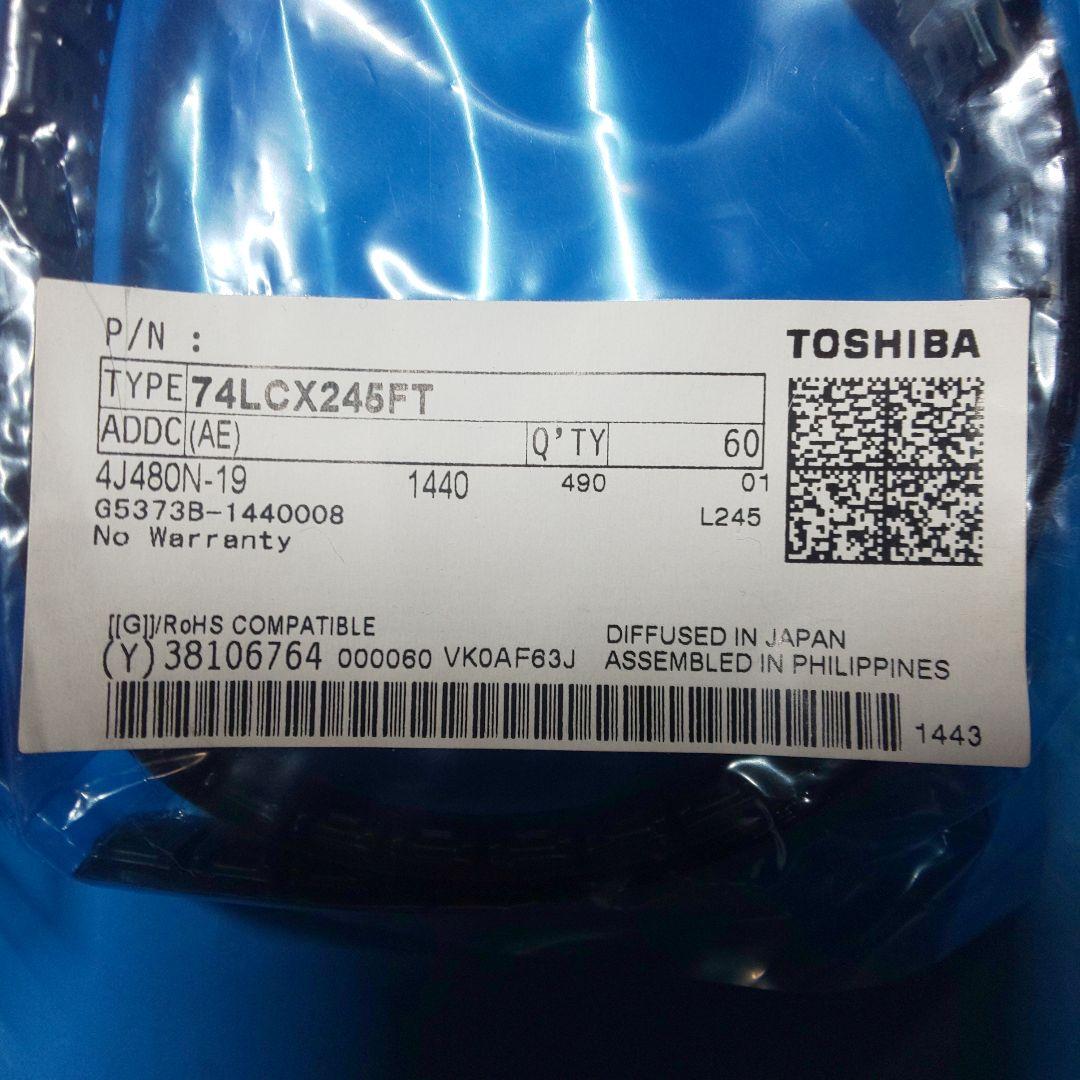 P/N :
TOSHIBA
TYPE 74LCX245FT
ADDC (AE) Q'TY 60
4J480N-19 1440 490 01
G5373B-1440008 L245
No Warranty
[[G]]/RoHS COMPATIBLE DIFFUSED IN JAPAN
(Y) 38106764 000060 VK0AF63J ASSEMBLED IN PHILIPPINES
1443